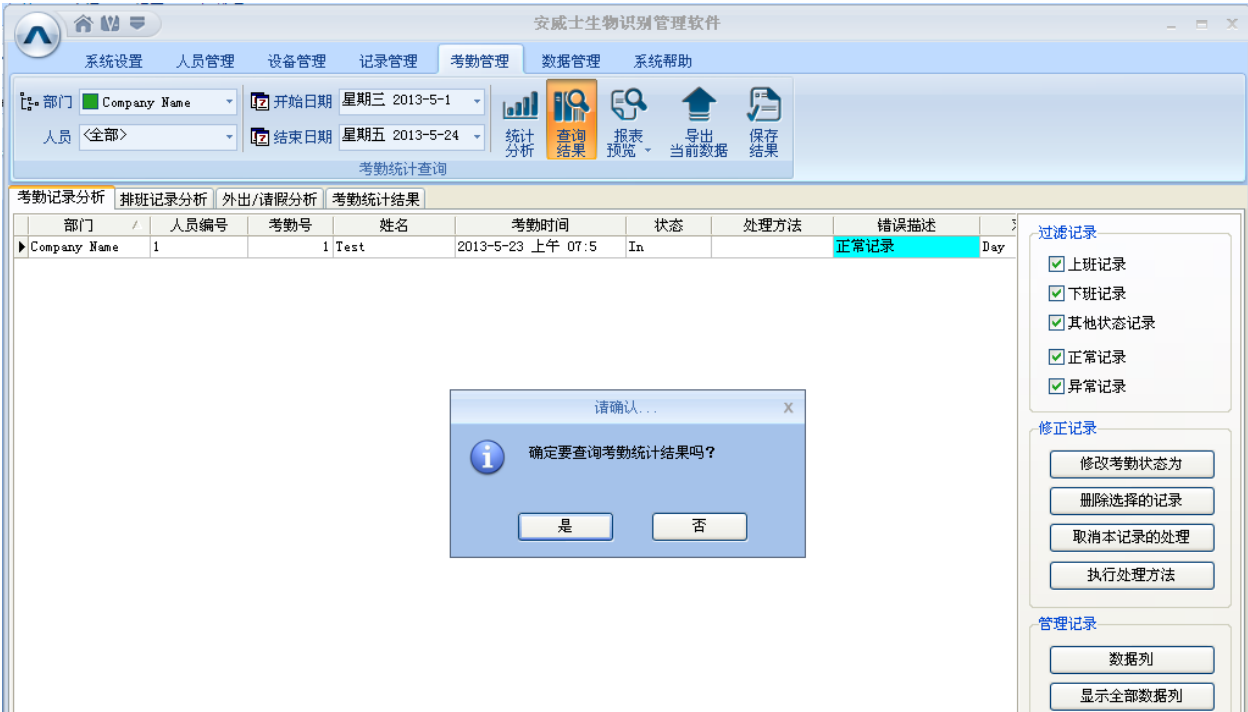 安威士生物识别管理软件
系统设置 人员管理 设备管理 记录管理 考勤管理 数据管理 系统帮助
部门 Company Name 开始日期 星期三 2013-5-1
人员 <全部> 结束日期 星期五 2013-5-24
统计分析 查询结果 报表预览 导出当前数据 保存结果
考勤统计查询
考勤记录分析 排班记录分析 外出/请假分析 考勤统计结果
部门 人员编号 考勤号 姓名 考勤时间 状态 处理方法 错误描述
Company Name 1 1 Test 2013-5-23 上午 07:5 In 正常记录 Day
过滤记录
上班记录
下班记录
其他状态记录
正常记录
异常记录
请确认...
确定要查询考勤统计结果吗?
是 否
修正记录
修改考勤状态为
删除选择的记录
取消本记录的处理
执行处理方法
管理记录
数据列
显示全部数据列